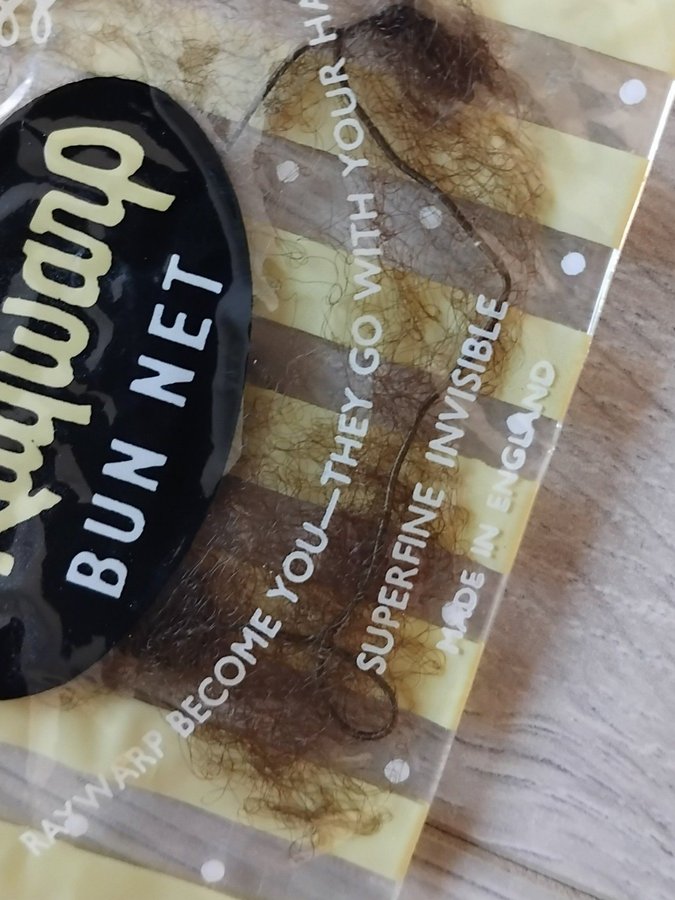 Raywarp
BUN NET
RAYWARP BECOME YOU—THEY GO WITH YOUR HA
SUPERFINE INVISIBLE
MADE IN ENGLAND